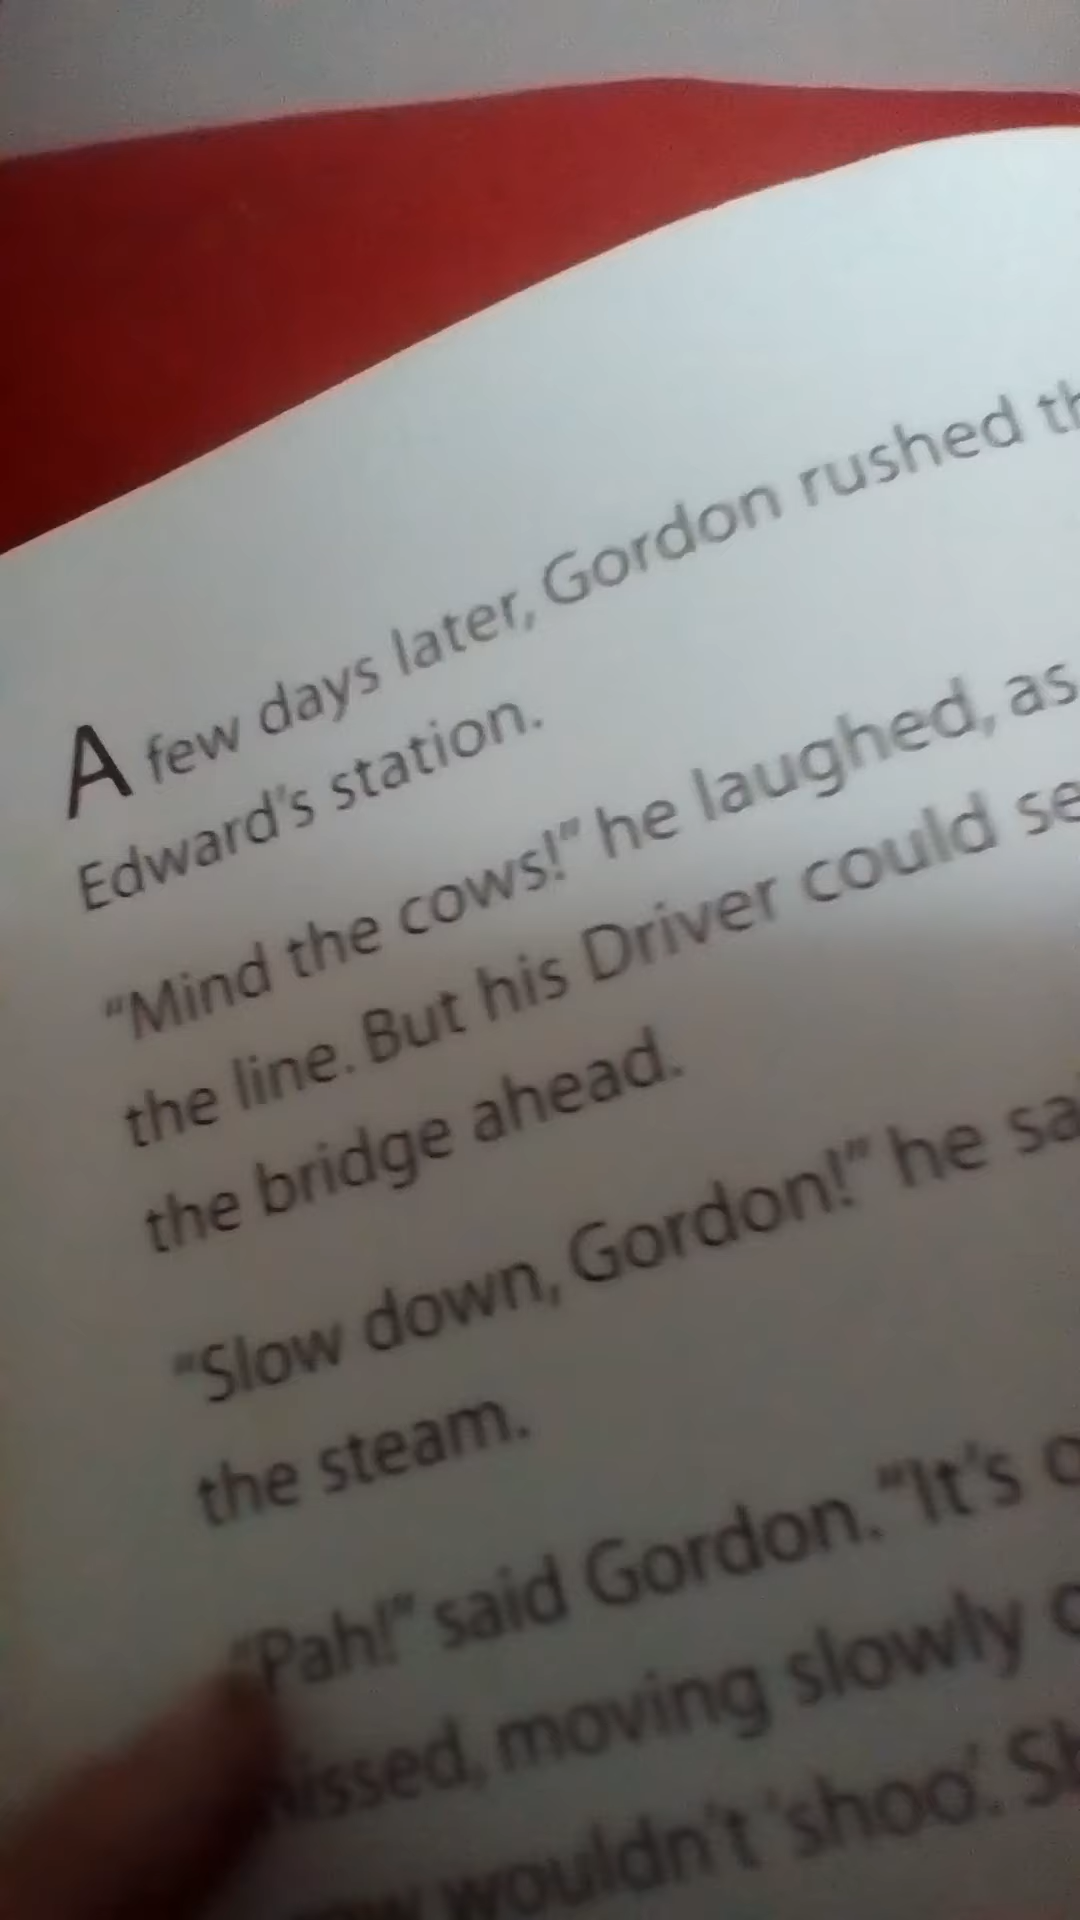 A few days later, Gordon rushed th
Edward's station.
"Mind the cows!" he laughed, as
the line. But his Driver could se
the bridge ahead.
"Slow down, Gordon!" he sa
the steam.
"Pah!" said Gordon. "It's
hissed, moving slowly
wouldn't 'shoo'. Sh